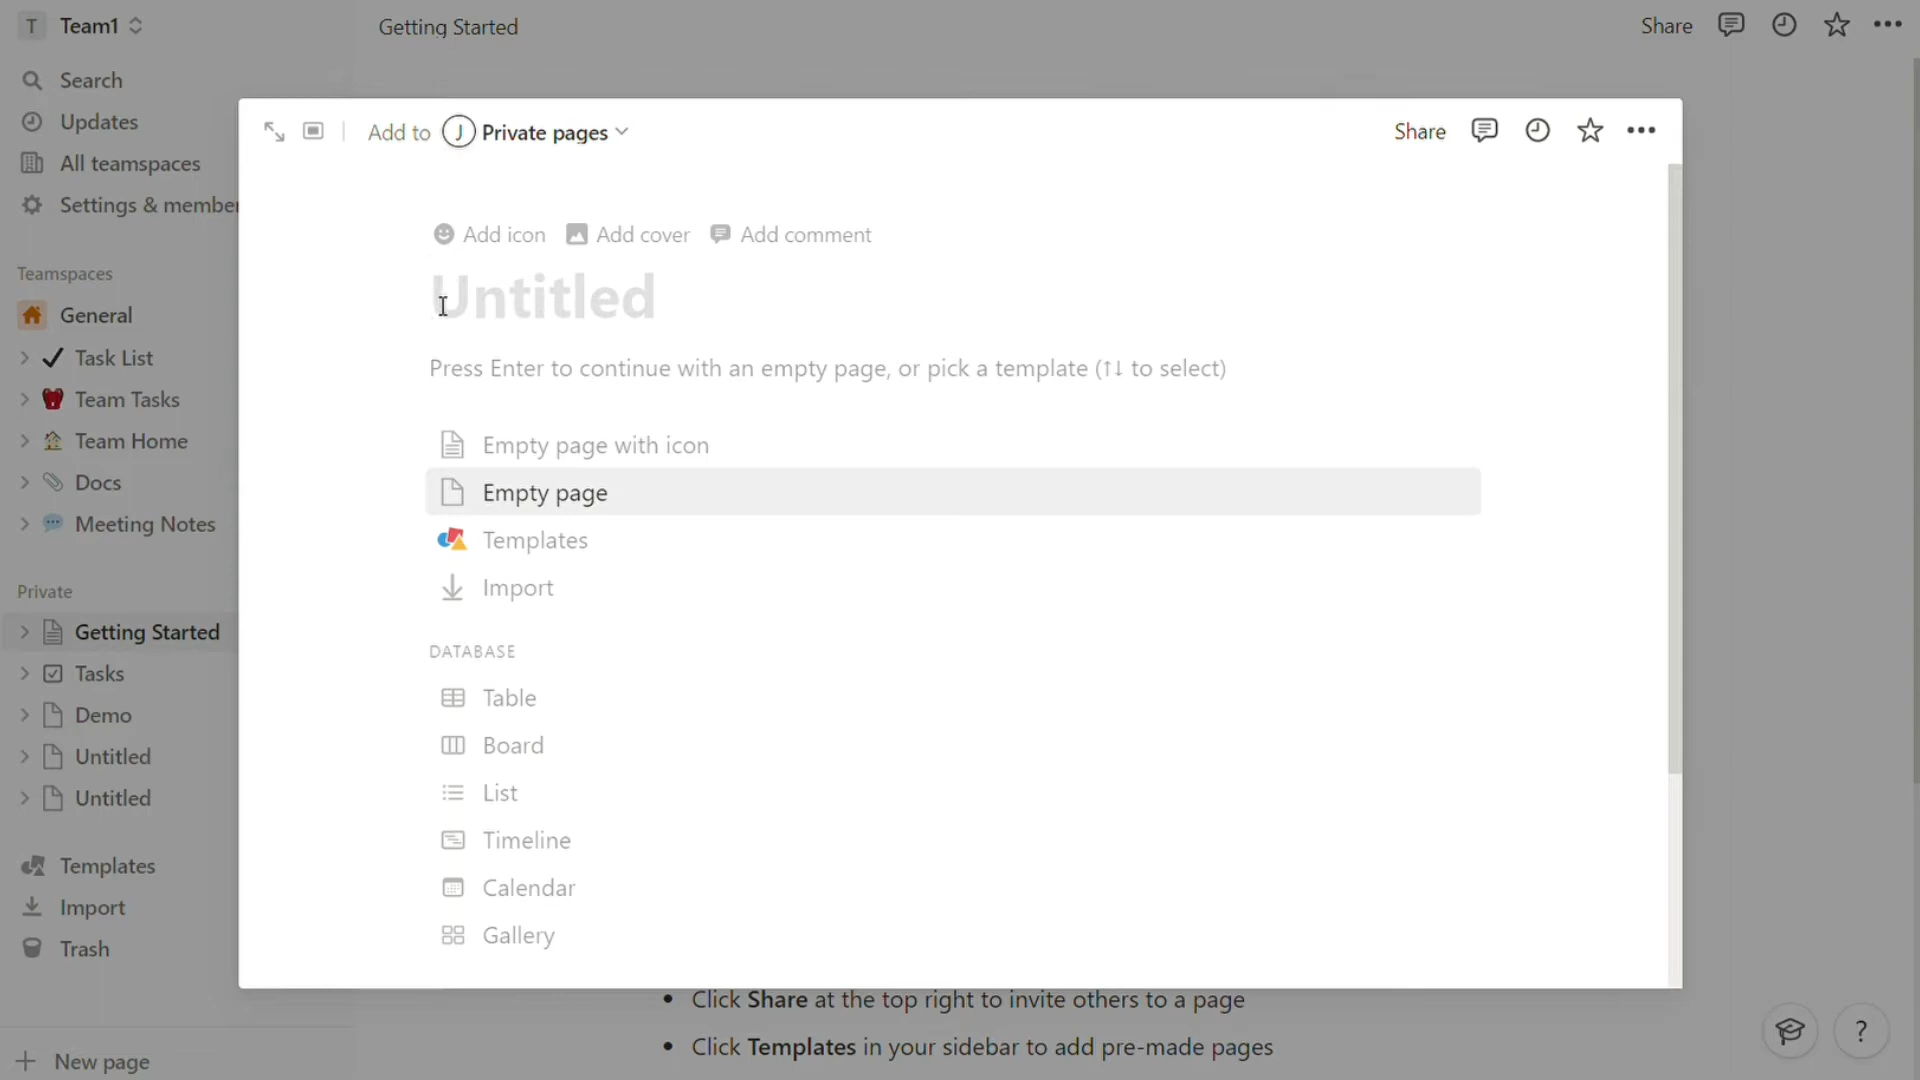 T Team1
Getting Started
Share
Search
Updates
All teamspaces
Settings & member
Teamspaces
General
Task List
Team Tasks
Team Home
Docs
Meeting Notes
Private
Getting Started
Tasks
Demo
Untitled
Untitled
Templates
Import
Trash
New page
Add to J Private pages
Share
Add icon Add cover Add comment
Untitled
Press Enter to continue with an empty page, or pick a template (↑↓ to select)
Empty page with icon
Empty page
Templates
Import
DATABASE
Table
Board
List
Timeline
Calendar
Gallery
• Click Share at the top right to invite others to a page
• Click Templates in your sidebar to add pre-made pages
?